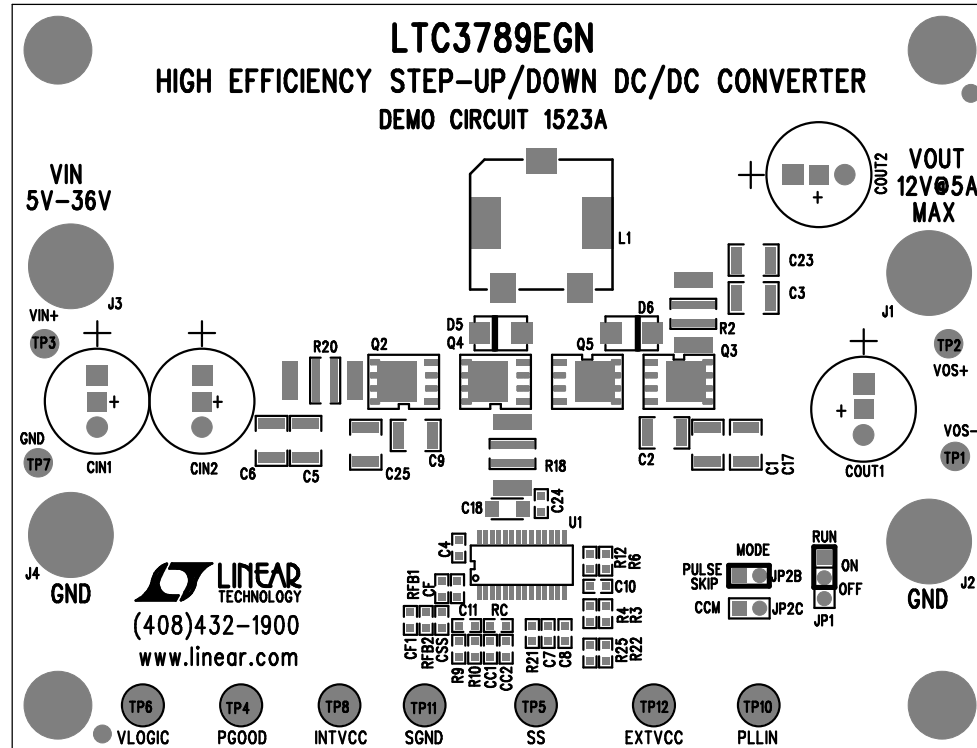 LTC3789EGN
HIGH EFFICIENCY STEP-UP/DOWN DC/DC CONVERTER
DEMO CIRCUIT 1523A
VIN
5V-36V
VOUT
12V@5A
MAX
COUT2
+
+
L1
C23
C3
J3
J1
VIN+
TP3
D5
D6
R2
TP2
VOS+
R20
Q2
Q4
Q5
Q3
+
+
+
+
+
+
GND
TP7
CIN1
CIN2
C6
C5
C25
C9
R18
C2
C1
C17
COUT1
VOS-
TP1
C18
C24
U1
C4
J4
GND
LINEAR
TECHNOLOGY
(408)432-1900
www.linear.com
RFB1
CF
R12
R6
C10
C11
RC
R4
R3
CF1
RFB2
CSS
R9
R10
CC1
CC2
R21
C7
C8
R25
R22
MODE
PULSE
SKIP
JP2B
CCM
JP2C
RUN
ON
OFF
JP1
J2
GND
TP6
TP4
TP8
TP11
TP5
TP12
TP10
VLOGIC
PGOOD
INTVCC
SGND
SS
EXTVCC
PLLIN